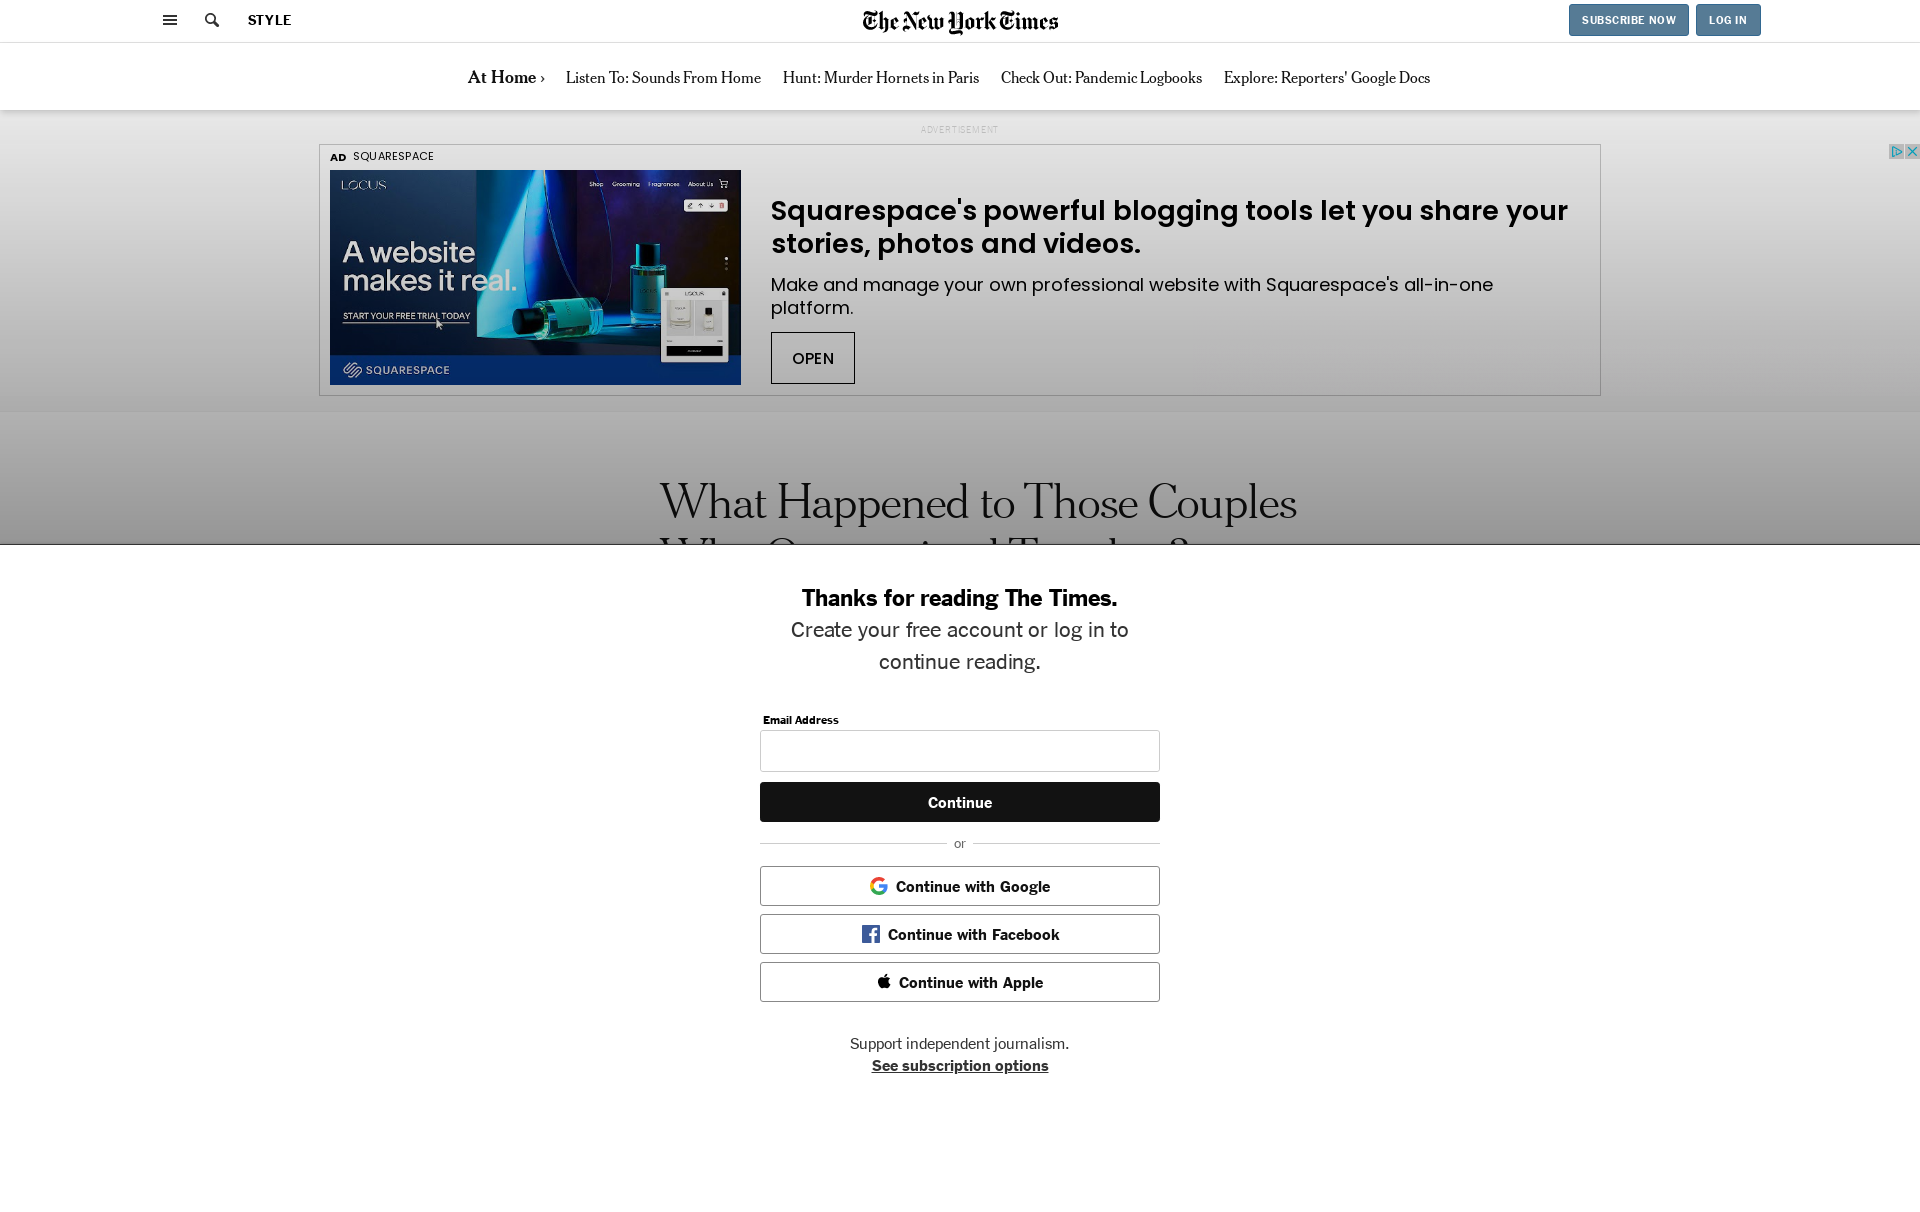 STYLE
The New York Times
SUBSCRIBE NOW
LOG IN
At Home ›
Listen To: Sounds From Home
Hunt: Murder Hornets in Paris
Check Out: Pandemic Logbooks
Explore: Reporters' Google Docs
ADVERTISEMENT
AD SQUARESPACE
LOCUS
Shop Grooming Fragrances About Us
A website
makes it real.
START YOUR FREE TRIAL TODAY
LOCUS
SQUARESPACE
Squarespace's powerful blogging tools let you share your
stories, photos and videos.
Make and manage your own professional website with Squarespace's all-in-one
platform.
OPEN
What Happened to Those Couples
Thanks for reading The Times.
Create your free account or log in to
continue reading.
Email Address
Continue
or
Continue with Google
Continue with Facebook
Continue with Apple
Support independent journalism.
See subscription options